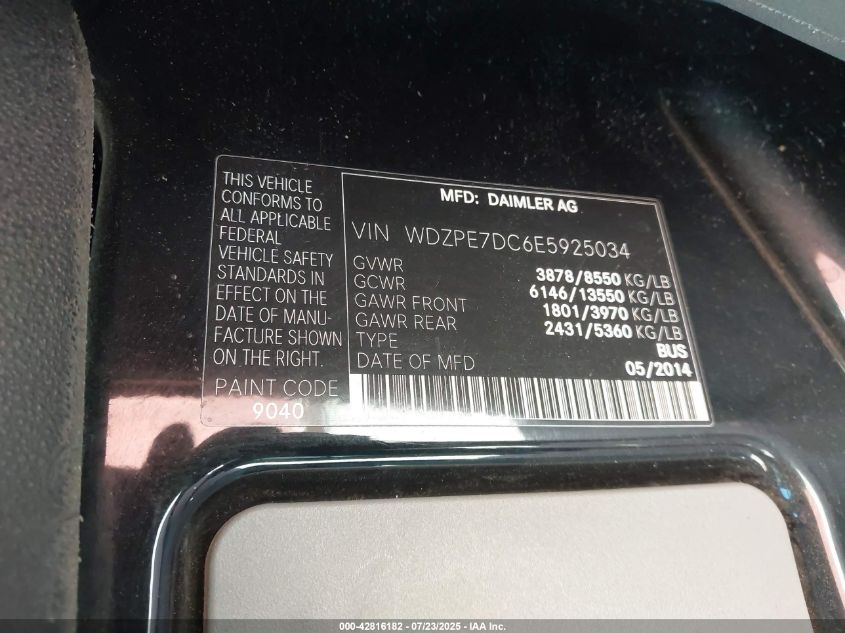 THIS VEHICLE
CONFORMS TO
ALL APPLICABLE
FEDERAL
VEHICLE SAFETY
STANDARDS IN
EFFECT ON THE
DATE OF MANU-
FACTURE SHOWN
ON THE RIGHT.
PAINT CODE
9040
MFD: DAIMLER AG
VIN WDZPE7DC6E5925034
GVWR 3878/8550 KG/LB
GCWR 6146/13550 KG/LB
GAWR FRONT 1801/3970 KG/LB
GAWR REAR 2431/5360 KG/LB
TYPE BUS
DATE OF MFD 05/2014
000-42816182 - 07/23/2025 - IAA Inc.